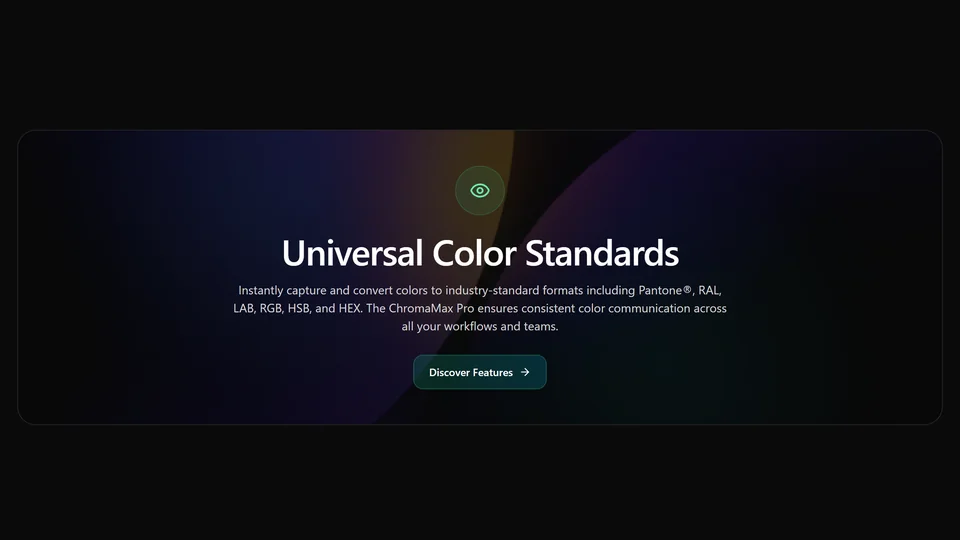 Universal Color Standards
Instantly capture and convert colors to industry-standard formats including Pantone®, RAL,
LAB, RGB, HSB, and HEX. The ChromaMax Pro ensures consistent color communication across
all your workflows and teams.
Discover Features